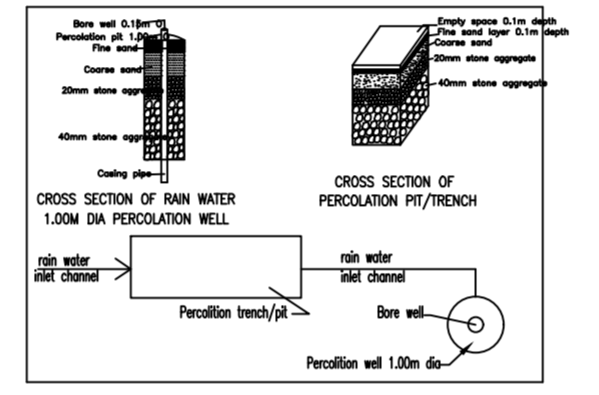 Bore well 0.15m
Percolation pit 1.00m
Fine sand
Coarse sand
20mm stone
40mm stone
Casing pipe
CROSS SECTION OF RAIN WATER
1.00M DIA PERCOLATION WELL
Empty space 0.1m depth
Fine sand layer 0.1m depth
Coarse sand
20mm stone aggregate
40mm stone aggregate
CROSS SECTION OF
PERCOLATION PIT/TRENCH
rain water
inlet channel
Percolition trench/pit
rain water
inlet channel
Bore well
Percolition well 1.00m dia